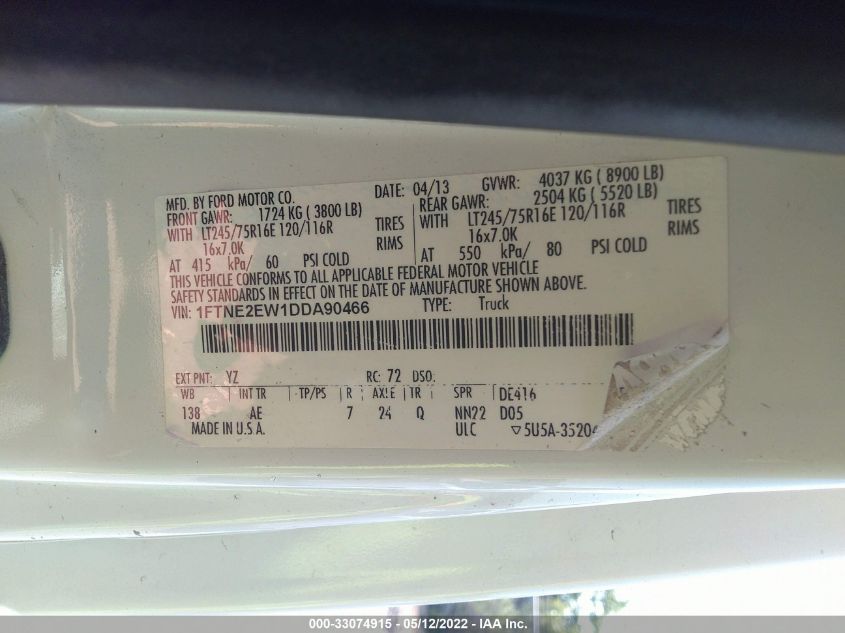 MFD. BY FORD MOTOR CO. DATE: 04/13 GVWR: 4037 KG ( 8900 LB)
FRONT GAWR: 1724 KG ( 3800 LB) REAR GAWR: 2504 KG ( 5520 LB)
WITH LT245/75R16E 120/116R TIRES WITH LT245/75R16E 120/116R TIRES
16x7.0K RIMS 16x7.0K RIMS
AT 415 kPa/ 60 PSI COLD AT 550 kPa/ 80 PSI COLD
THIS VEHICLE CONFORMS TO ALL APPLICABLE FEDERAL MOTOR VEHICLE
SAFETY STANDARDS IN EFFECT ON THE DATE OF MANUFACTURE SHOWN ABOVE.
VIN: 1FTNE2EW1DDA90466 TYPE: Truck
EXT PNT: YZ RC: 72 DSO:
WB INT TR TP/PS R AXLE TR SPR DE416
138 AE 7 24 Q NN22 D05
MADE IN U.S.A. ULC 5U5A-35204
000-33074915 - 05/12/2022 - © IAA, Inc.